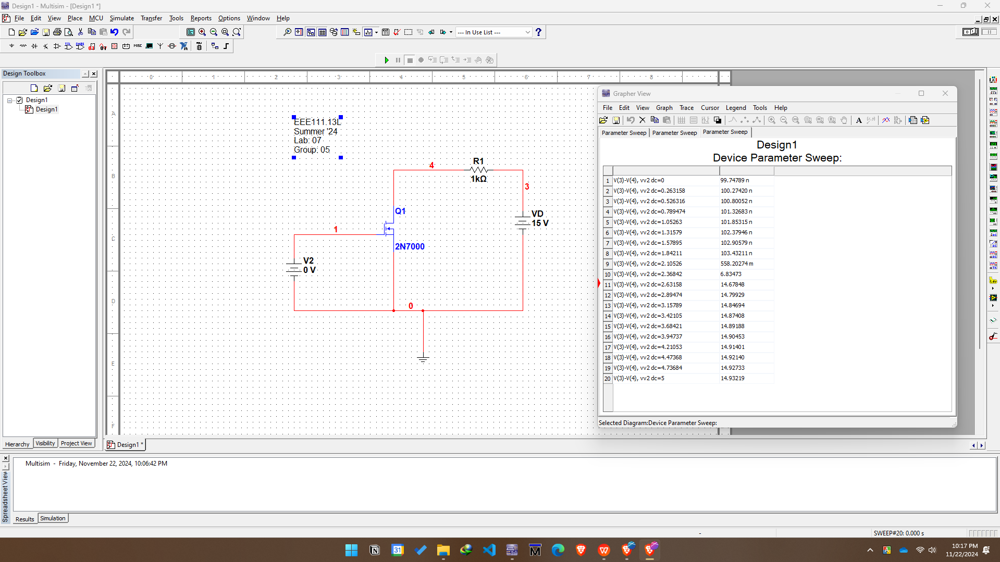 Design1 - Multisim - [Design1 *]
File Edit View Place MCU Simulate Transfer Tools Reports Options Window Help
--- In Use List ---
Design Toolbox
Design1
Design1
0 1 2 3 4 5 6 7 8
A
B
C
D
E
F
EEE111.13L
Summer '24
Lab: 07
Group: 05
4
R1
1kΩ
3
Q1
VD
15 V
1
2N7000
V2
0 V
0
Grapher View
File Edit View Graph Trace Cursor Legend Tools Help
Parameter Sweep Parameter Sweep Parameter Sweep
Design1
Device Parameter Sweep:
1 V(3)-V(4), vv2 dc=0 99.74789 n
2 V(3)-V(4), vv2 dc=0.263158 100.27420 n
3 V(3)-V(4), vv2 dc=0.526316 100.80052 n
4 V(3)-V(4), vv2 dc=0.789474 101.32683 n
5 V(3)-V(4), vv2 dc=1.05263 101.85315 n
6 V(3)-V(4), vv2 dc=1.31579 102.37946 n
7 V(3)-V(4), vv2 dc=1.57895 102.90579 n
8 V(3)-V(4), vv2 dc=1.84211 103.43211 n
9 V(3)-V(4), vv2 dc=2.10526 558.20274 m
10 V(3)-V(4), vv2 dc=2.36842 6.83473
11 V(3)-V(4), vv2 dc=2.63158 14.67848
12 V(3)-V(4), vv2 dc=2.89474 14.79929
13 V(3)-V(4), vv2 dc=3.15789 14.84694
14 V(3)-V(4), vv2 dc=3.42105 14.87408
15 V(3)-V(4), vv2 dc=3.68421 14.89188
16 V(3)-V(4), vv2 dc=3.94737 14.90453
17 V(3)-V(4), vv2 dc=4.21053 14.91401
18 V(3)-V(4), vv2 dc=4.47368 14.92140
19 V(3)-V(4), vv2 dc=4.73684 14.92733
20 V(3)-V(4), vv2 dc=5 14.93219
Selected Diagram:Device Parameter Sweep:
Hierarchy Visibility Project View
Design1 *
Multisim - Friday, November 22, 2024, 10:06:42 PM
Spreadsheet View
Results Simulation
- SWEEP#20: 0.000 s
10:17 PM
11/22/2024